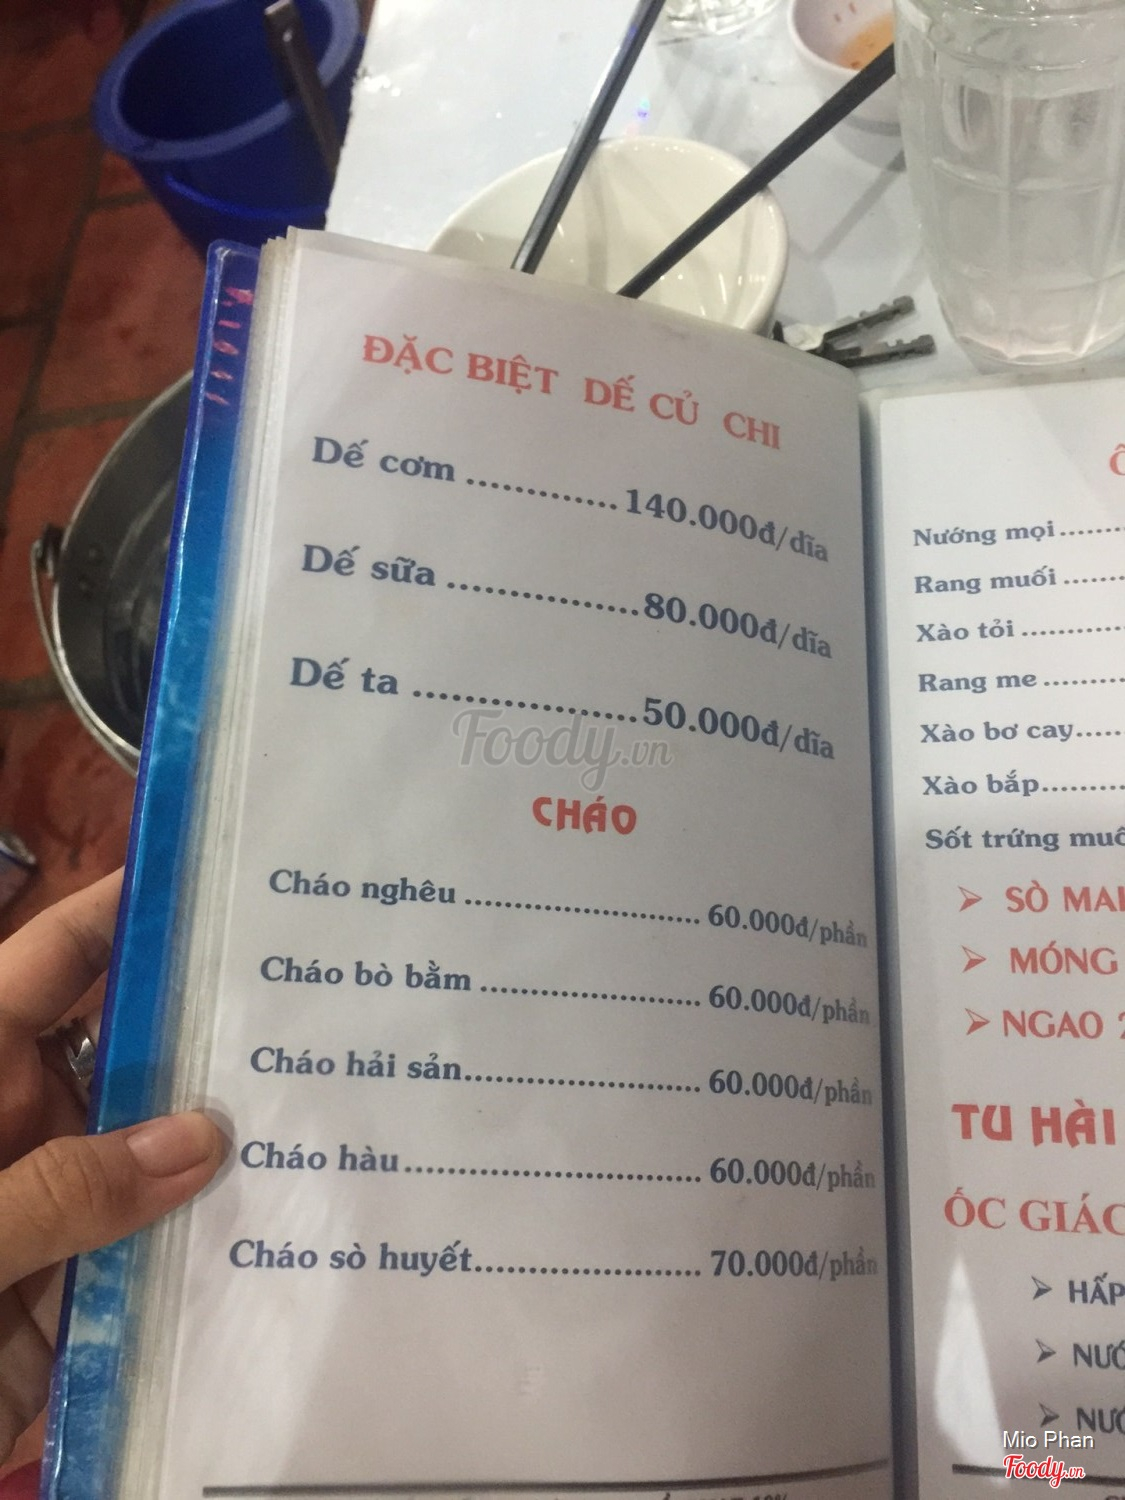 ĐẶC BIỆT DẾ CỦ CHI
Dế cơm ............ 140.000đ/dĩa
Dế sữa ............... 80.000đ/dĩa
Dế ta ................. 50.000đ/dĩa
CHÁO
Cháo nghêu ...................... 60.000đ/phần
Cháo bò bằm ..................... 60.000đ/phần
Cháo hải sản...................... 60.000đ/phần
Cháo hàu............................ 60.000đ/phần
Cháo sò huyết..................... 70.000đ/phần
Nướng mọi
Rang muối
Xào tỏi
Rang me
Xào bơ cay
Xào bắp
Sốt trứng
SÒ
MÓNG
NGAO
TU HÀI
ỐC GIÁC
HẤP
Foody.vn
Mio Phan
Foody.vn